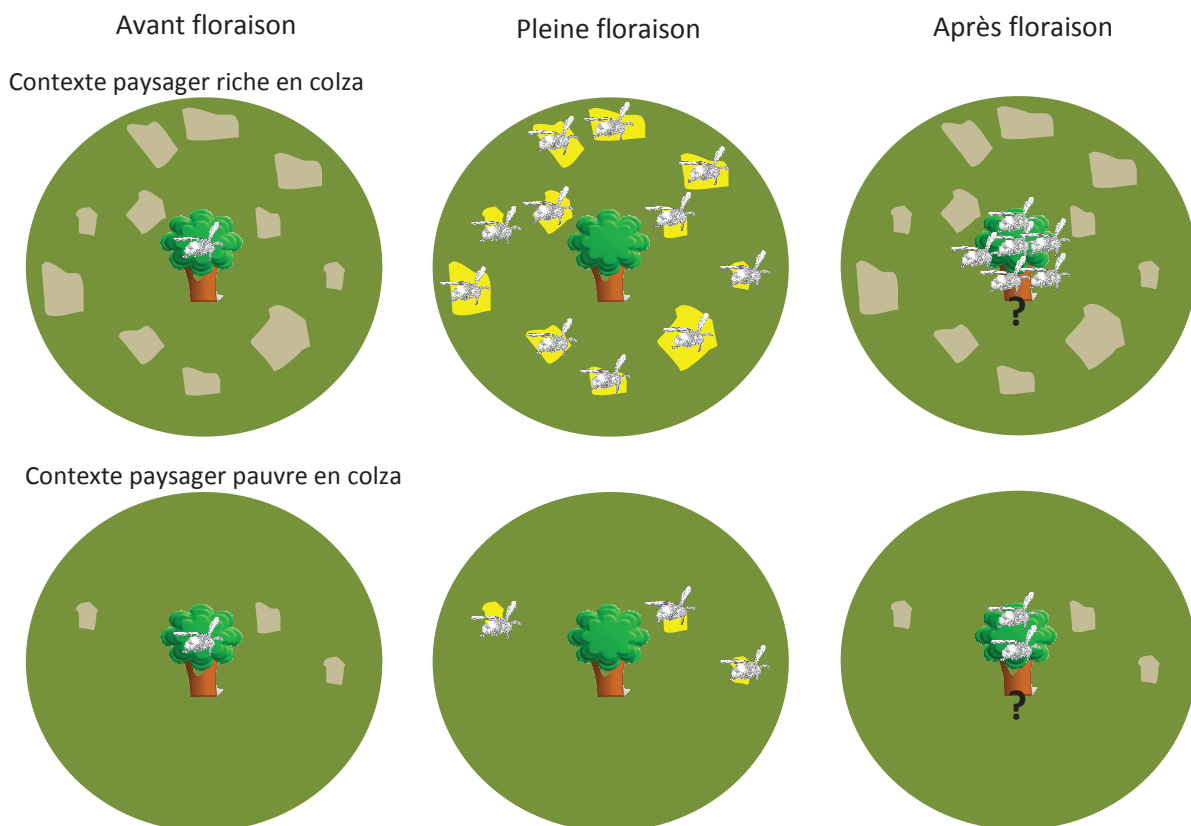 Avant floraison
Pleine floraison
Après floraison
Contexte paysager riche en colza
?
Contexte paysager pauvre en colza
?